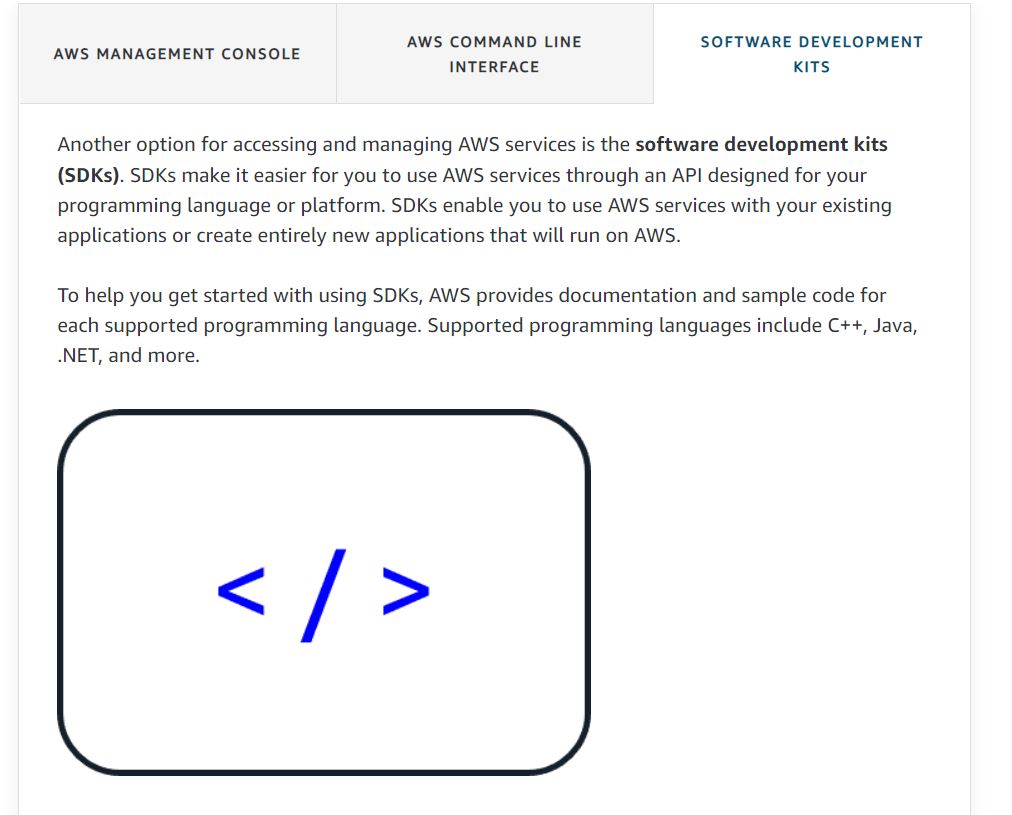 AWS MANAGEMENT CONSOLE
AWS COMMAND LINE
INTERFACE
SOFTWARE DEVELOPMENT
KITS
Another option for accessing and managing AWS services is the software development kits
(SDKs). SDKs make it easier for you to use AWS services through an API designed for your
programming language or platform. SDKs enable you to use AWS services with your existing
applications or create entirely new applications that will run on AWS.
To help you get started with using SDKs, AWS provides documentation and sample code for
each supported programming language. Supported programming languages include C++, Java,
.NET, and more.
< / >